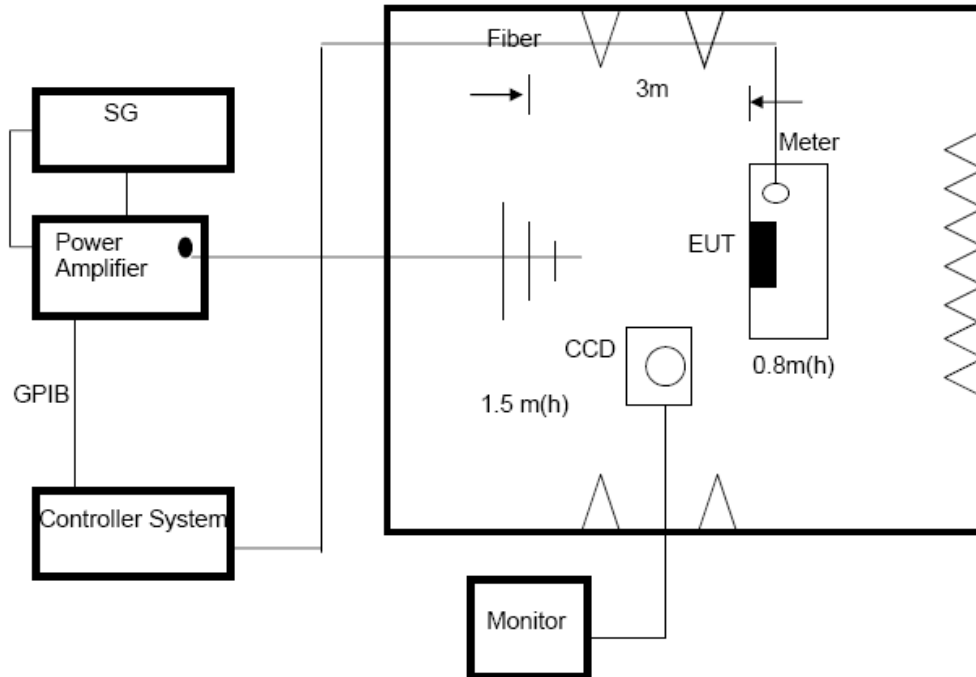 Fiber
3m
SG
Meter
Power
Amplifier
EUT
CCD
0.8m(h)
GPIB
1.5 m(h)
Controller System
Monitor